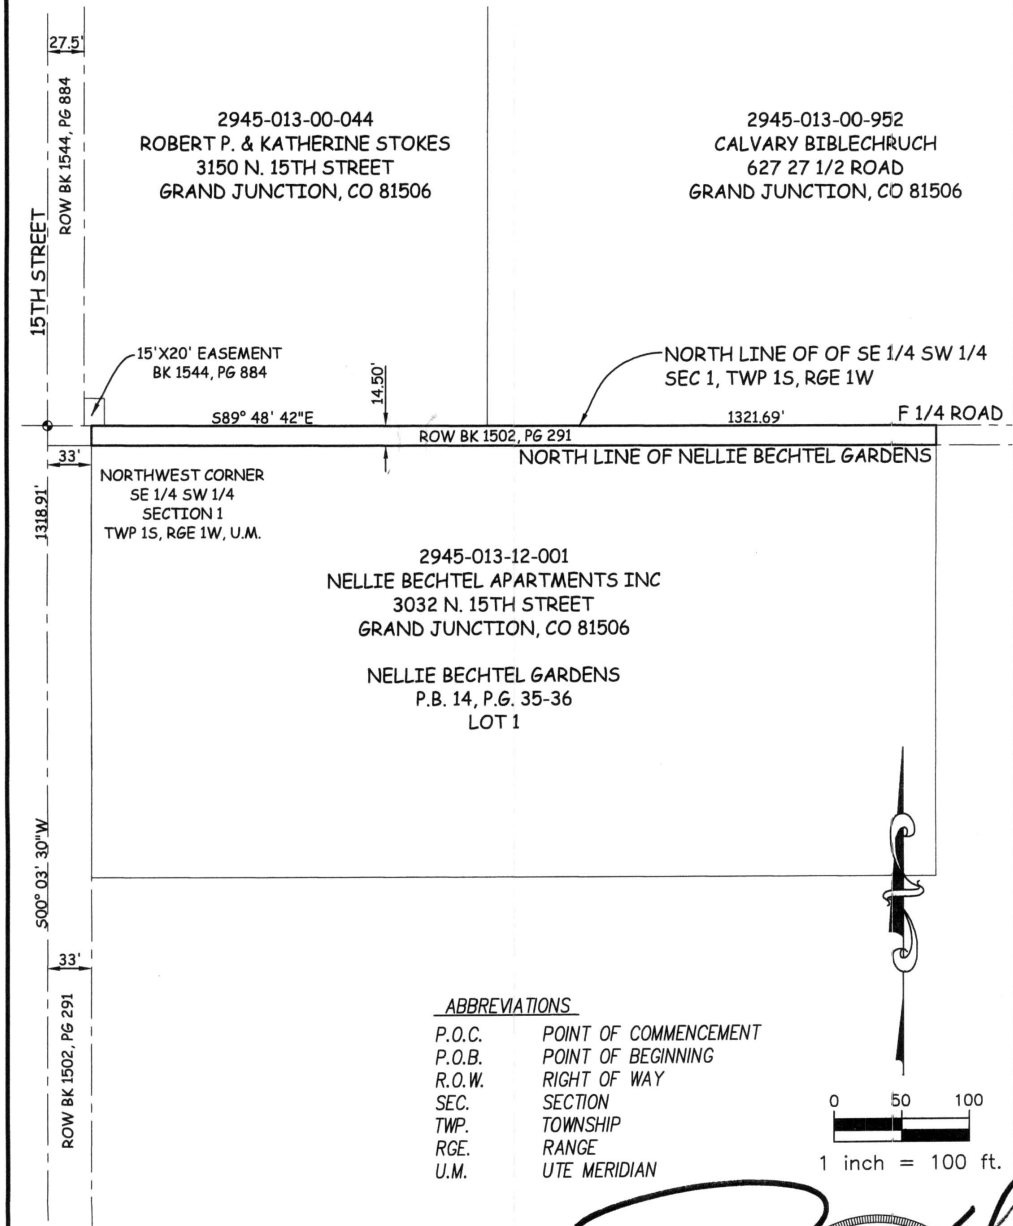 27.5'
ROW BK 1544, PG 884
15TH STREET
2945-013-00-044
ROBERT P. & KATHERINE STOKES
3150 N. 15TH STREET
GRAND JUNCTION, CO 81506
2945-013-00-952
CALVARY BIBLECHRUCH
627 27 1/2 ROAD
GRAND JUNCTION, CO 81506
15'X20' EASEMENT
BK 1544, PG 884
14.50'
NORTH LINE OF OF SE 1/4 SW 1/4
SEC 1, TWP 1S, RGE 1W
S89° 48' 42"E
1321.69'
F 1/4 ROAD
ROW BK 1502, PG 291
33'
NORTH LINE OF NELLIE BECHTEL GARDENS
NORTHWEST CORNER
SE 1/4 SW 1/4
SECTION 1
TWP 1S, RGE 1W, U.M.
1318.91'
2945-013-12-001
NELLIE BECHTEL APARTMENTS INC
3032 N. 15TH STREET
GRAND JUNCTION, CO 81506
NELLIE BECHTEL GARDENS
P.B. 14, P.G. 35-36
LOT 1
S00° 03' 30"W
33'
ROW BK 1502, PG 291
ABBREVIATIONS
P.O.C. POINT OF COMMENCEMENT
P.O.B. POINT OF BEGINNING
R.O.W. RIGHT OF WAY
SEC. SECTION
TWP. TOWNSHIP
RGE. RANGE
U.M. UTE MERIDIAN
0 50 100
1 inch = 100 ft.